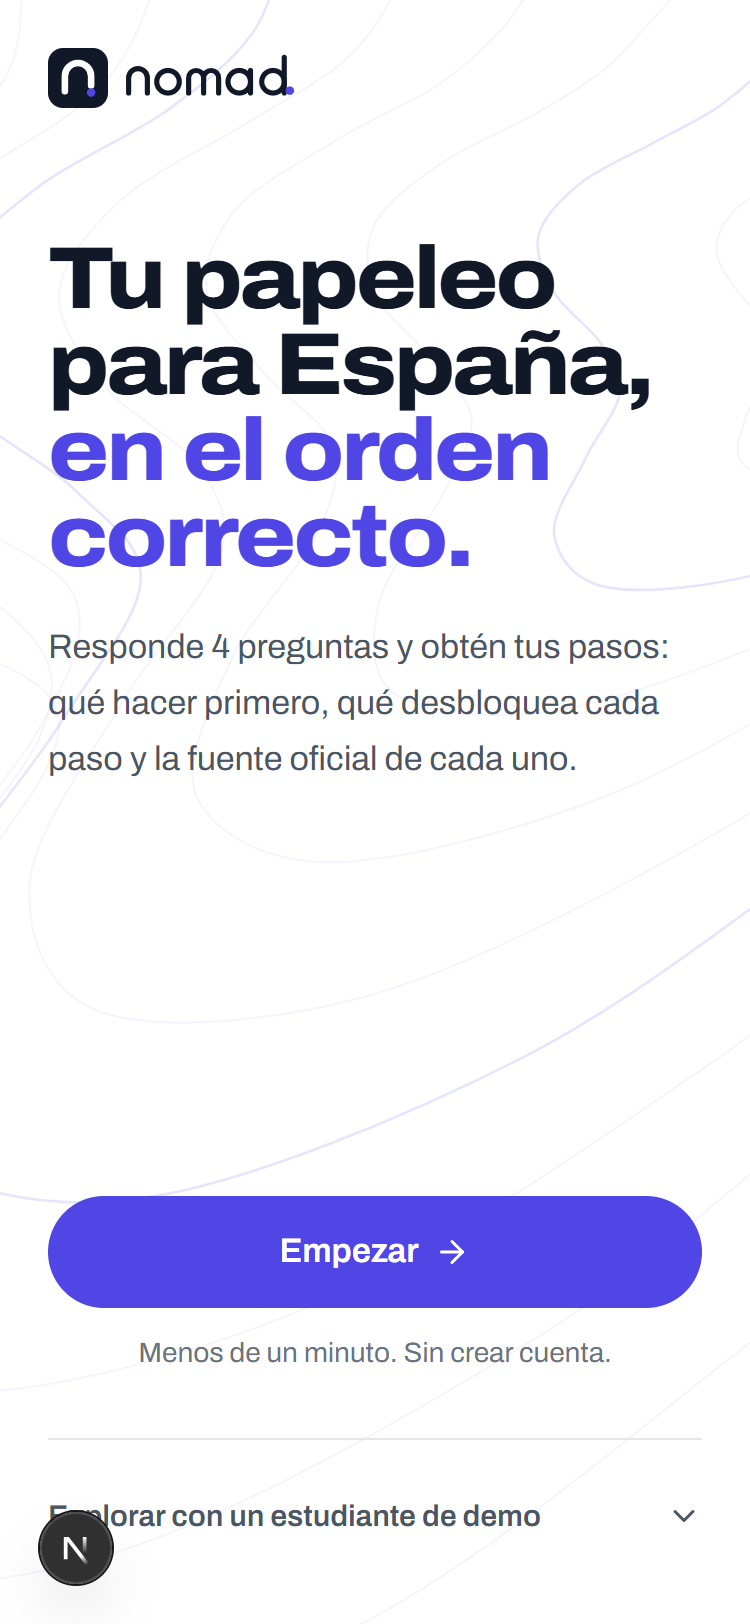 nomad.
Tu papeleo
para España,
en el orden
correcto.
Responde 4 preguntas y obtén tus pasos:
qué hacer primero, qué desbloquea cada
paso y la fuente oficial de cada uno.
Empezar →
Menos de un minuto. Sin crear cuenta.
Explorar con un estudiante de demo
N